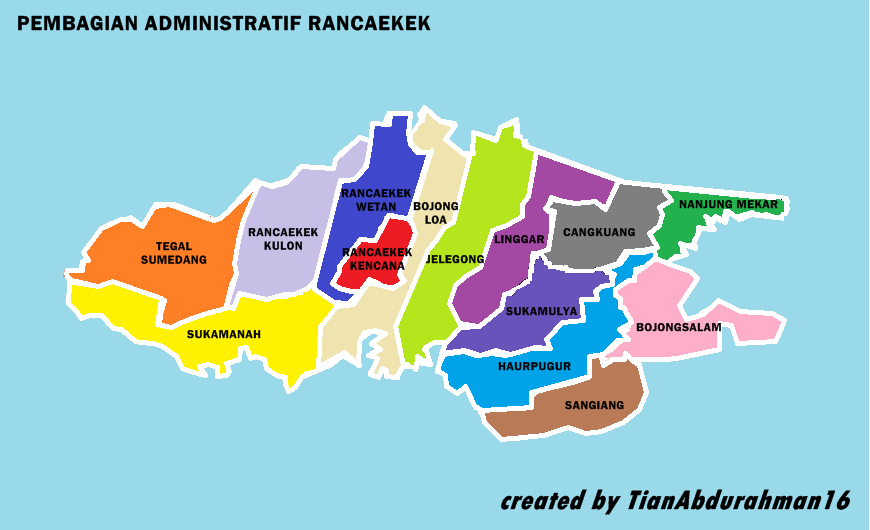 PEMBAGIAN ADMINISTRATIF RANCAEKEK
RANCAEKEK
WETAN
BOJONG
LOA
NANJUNG MEKAR
RANCAEKEK
KULON
CANGKUANG
LINGGAR
TEGAL
SUMEDANG
RANCAEKEK
KENCANA
JELEGONG
SUKAMULYA
BOJONGSALAM
SUKAMANAH
HAURPUGUR
SANGIANG
created by TianAbdurahman16